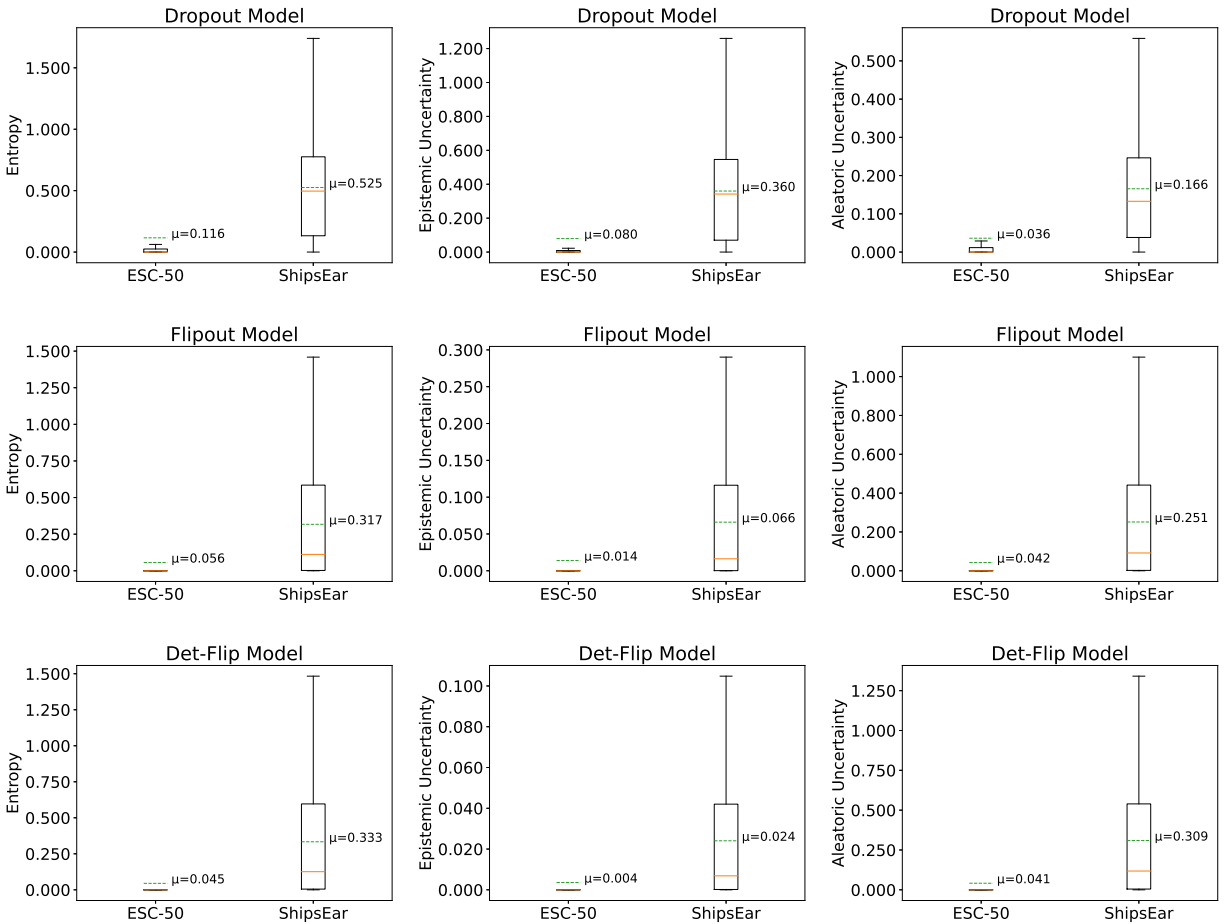 Dropout Model
Entropy
1.500
1.000
0.500
0.000
μ=0.116
μ=0.525
ESC-50
ShipsEar
Dropout Model
Epistemic Uncertainty
1.200
1.000
0.800
0.600
0.400
0.200
0.000
μ=0.080
μ=0.360
ESC-50
ShipsEar
Dropout Model
Aleatoric Uncertainty
0.500
0.400
0.300
0.200
0.100
0.000
μ=0.036
μ=0.166
ESC-50
ShipsEar
Flipout Model
Entropy
1.500
1.250
1.000
0.750
0.500
0.250
0.000
μ=0.056
μ=0.317
ESC-50
ShipsEar
Flipout Model
Epistemic Uncertainty
0.300
0.250
0.200
0.150
0.100
0.050
0.000
μ=0.014
μ=0.066
ESC-50
ShipsEar
Flipout Model
Aleatoric Uncertainty
1.000
0.800
0.600
0.400
0.200
0.000
μ=0.042
μ=0.251
ESC-50
ShipsEar
Det-Flip Model
Entropy
1.500
1.250
1.000
0.750
0.500
0.250
0.000
μ=0.045
μ=0.333
ESC-50
ShipsEar
Det-Flip Model
Epistemic Uncertainty
0.100
0.080
0.060
0.040
0.020
0.000
μ=0.004
μ=0.024
ESC-50
ShipsEar
Det-Flip Model
Aleatoric Uncertainty
1.250
1.000
0.750
0.500
0.250
0.000
μ=0.041
μ=0.309
ESC-50
ShipsEar